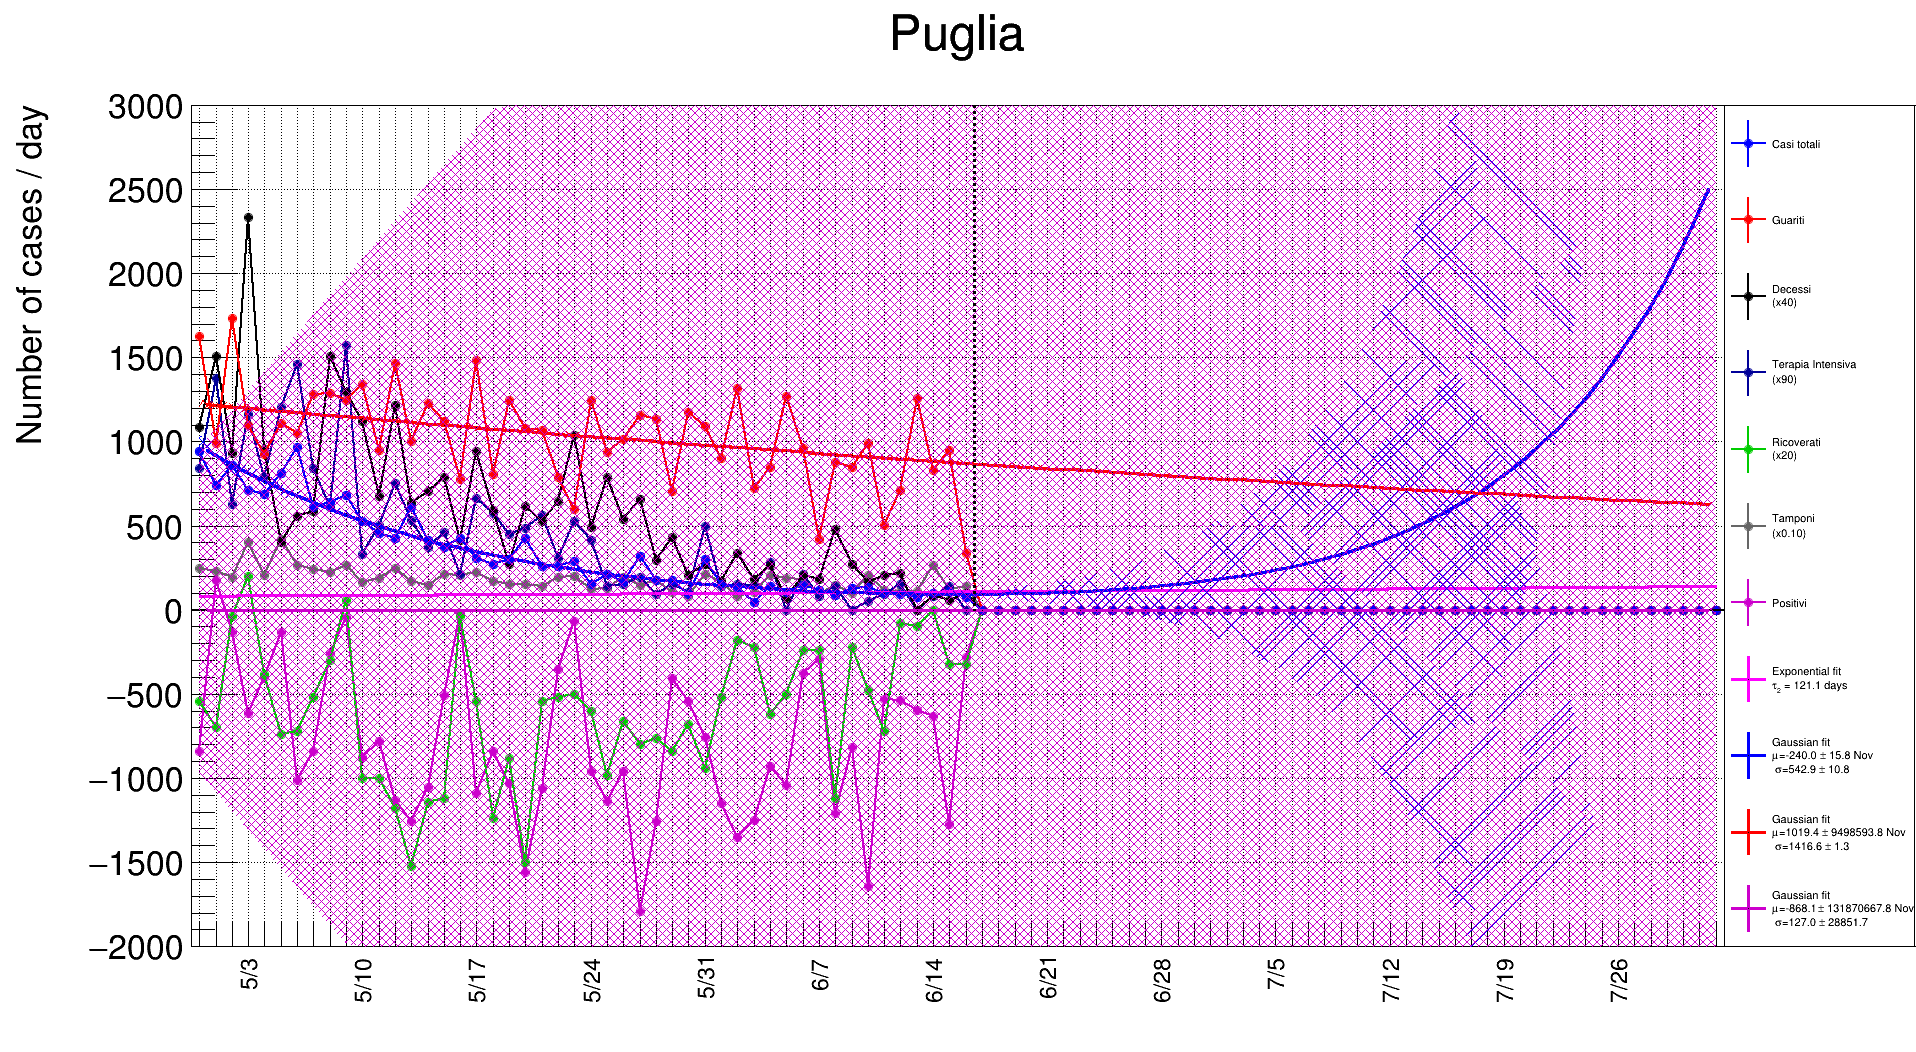 Puglia
Number of cases / day
3000
2500
2000
1500
1000
500
0
−500
−1000
−1500
−2000
5/3
5/10
5/17
5/24
5/31
6/7
6/14
6/21
6/28
7/5
7/12
7/19
7/26
Casi totali
Guariti
Decessi
(x40)
Terapia Intensiva
(x90)
Ricoverati
(x20)
Tamponi
(x0.10)
Positivi
Exponential fit
τ₂ = 121.1 days
Gaussian fit
μ=-240.0 ± 15.8 Nov
σ=542.9 ± 10.8
Gaussian fit
μ=1019.4 ± 9498593.8 Nov
σ=1416.6 ± 1.3
Gaussian fit
μ=-868.1 ± 131870667.8 Nov
σ=127.0 ± 28851.7